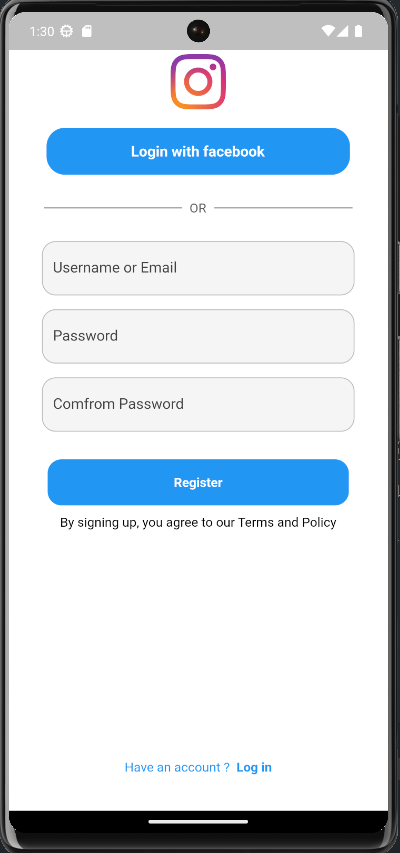 1:30
Login with facebook
OR
Username or Email
Password
Comfrom Password
Register
By signing up, you agree to our Terms and Policy
Have an account ? Log in